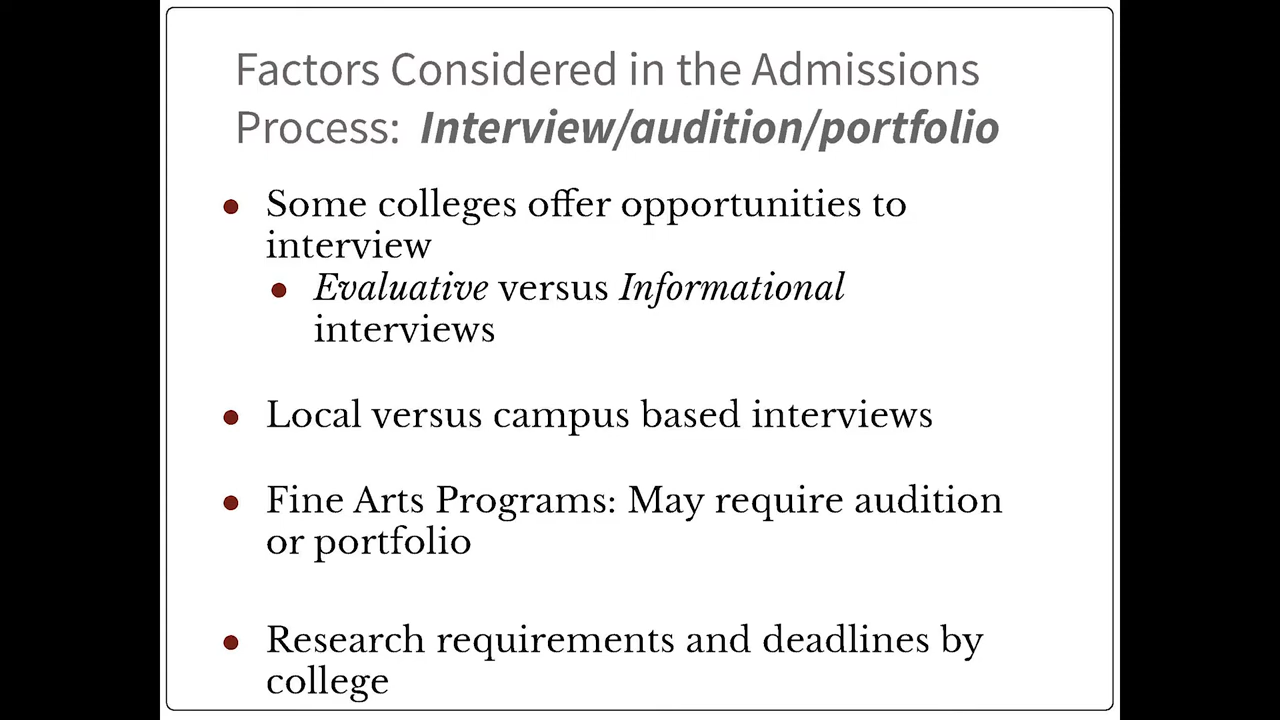 Factors Considered in the Admissions
Process: Interview/audition/portfolio
• Some colleges offer opportunities to
interview
• Evaluative versus Informational
interviews
• Local versus campus based interviews
• Fine Arts Programs: May require audition
or portfolio
• Research requirements and deadlines by
college